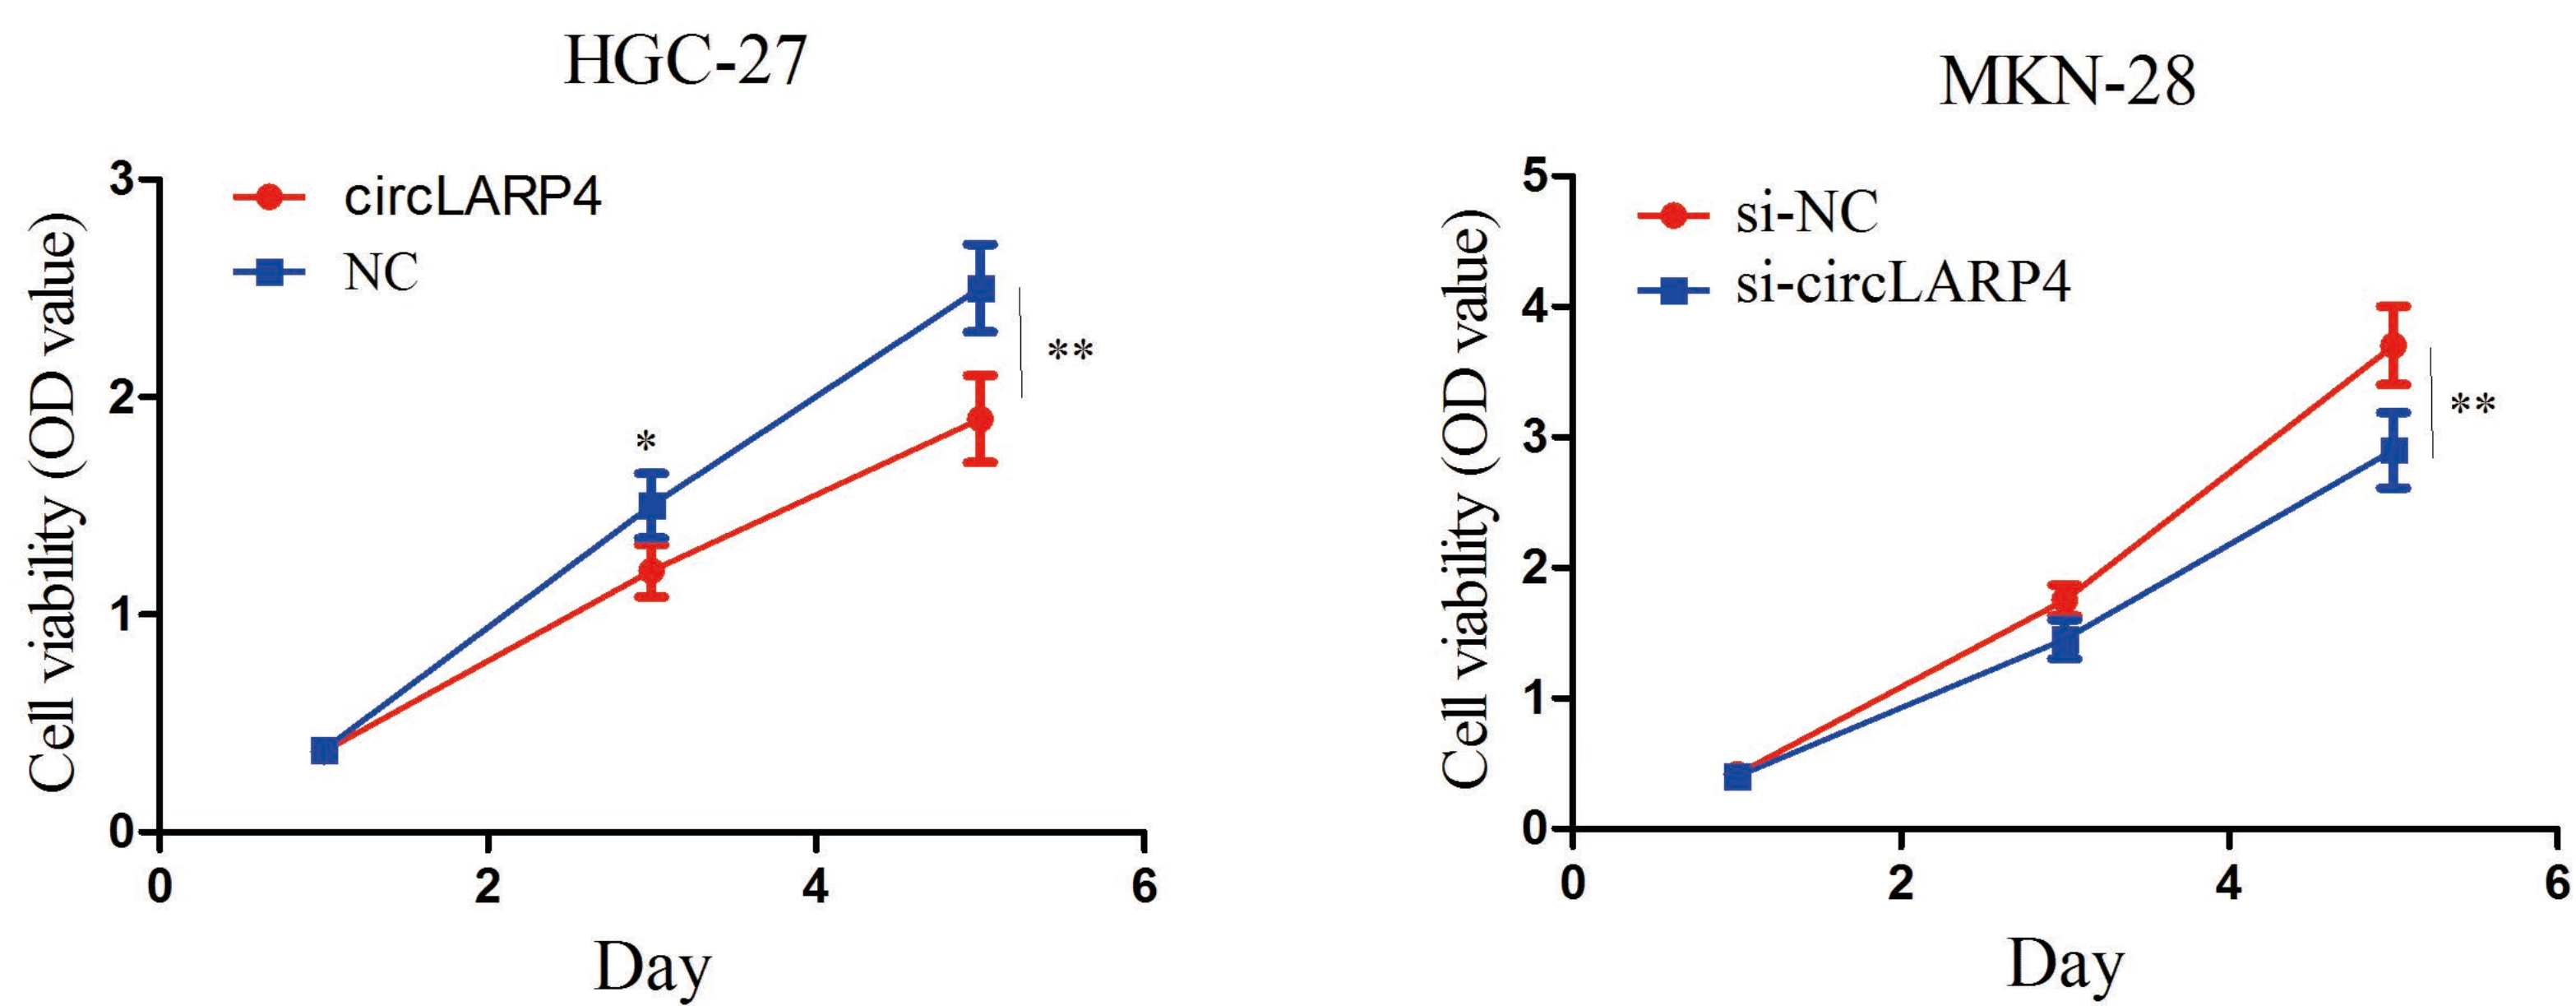 HGC-27
3
2
1
0
0 2 4 6
circLARP4
NC
*
**
Cell viability (OD value)
Day
MKN-28
5
4
3
2
1
0
0 2 4 6
si-NC
si-circLARP4
**
Cell viability (OD value)
Day